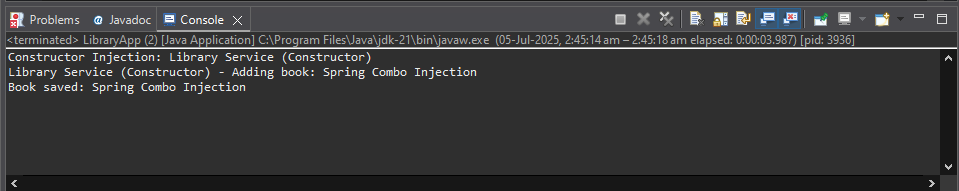 Problems @ Javadoc Console
<terminated> LibraryApp (2) [Java Application] C:\Program Files\Java\jdk-21\bin\javaw.exe (05-Jul-2025, 2:45:14 am – 2:45:18 am elapsed: 0:00:03.987) [pid: 3936]
Constructor Injection: Library Service (Constructor)
Library Service (Constructor) - Adding book: Spring Combo Injection
Book saved: Spring Combo Injection